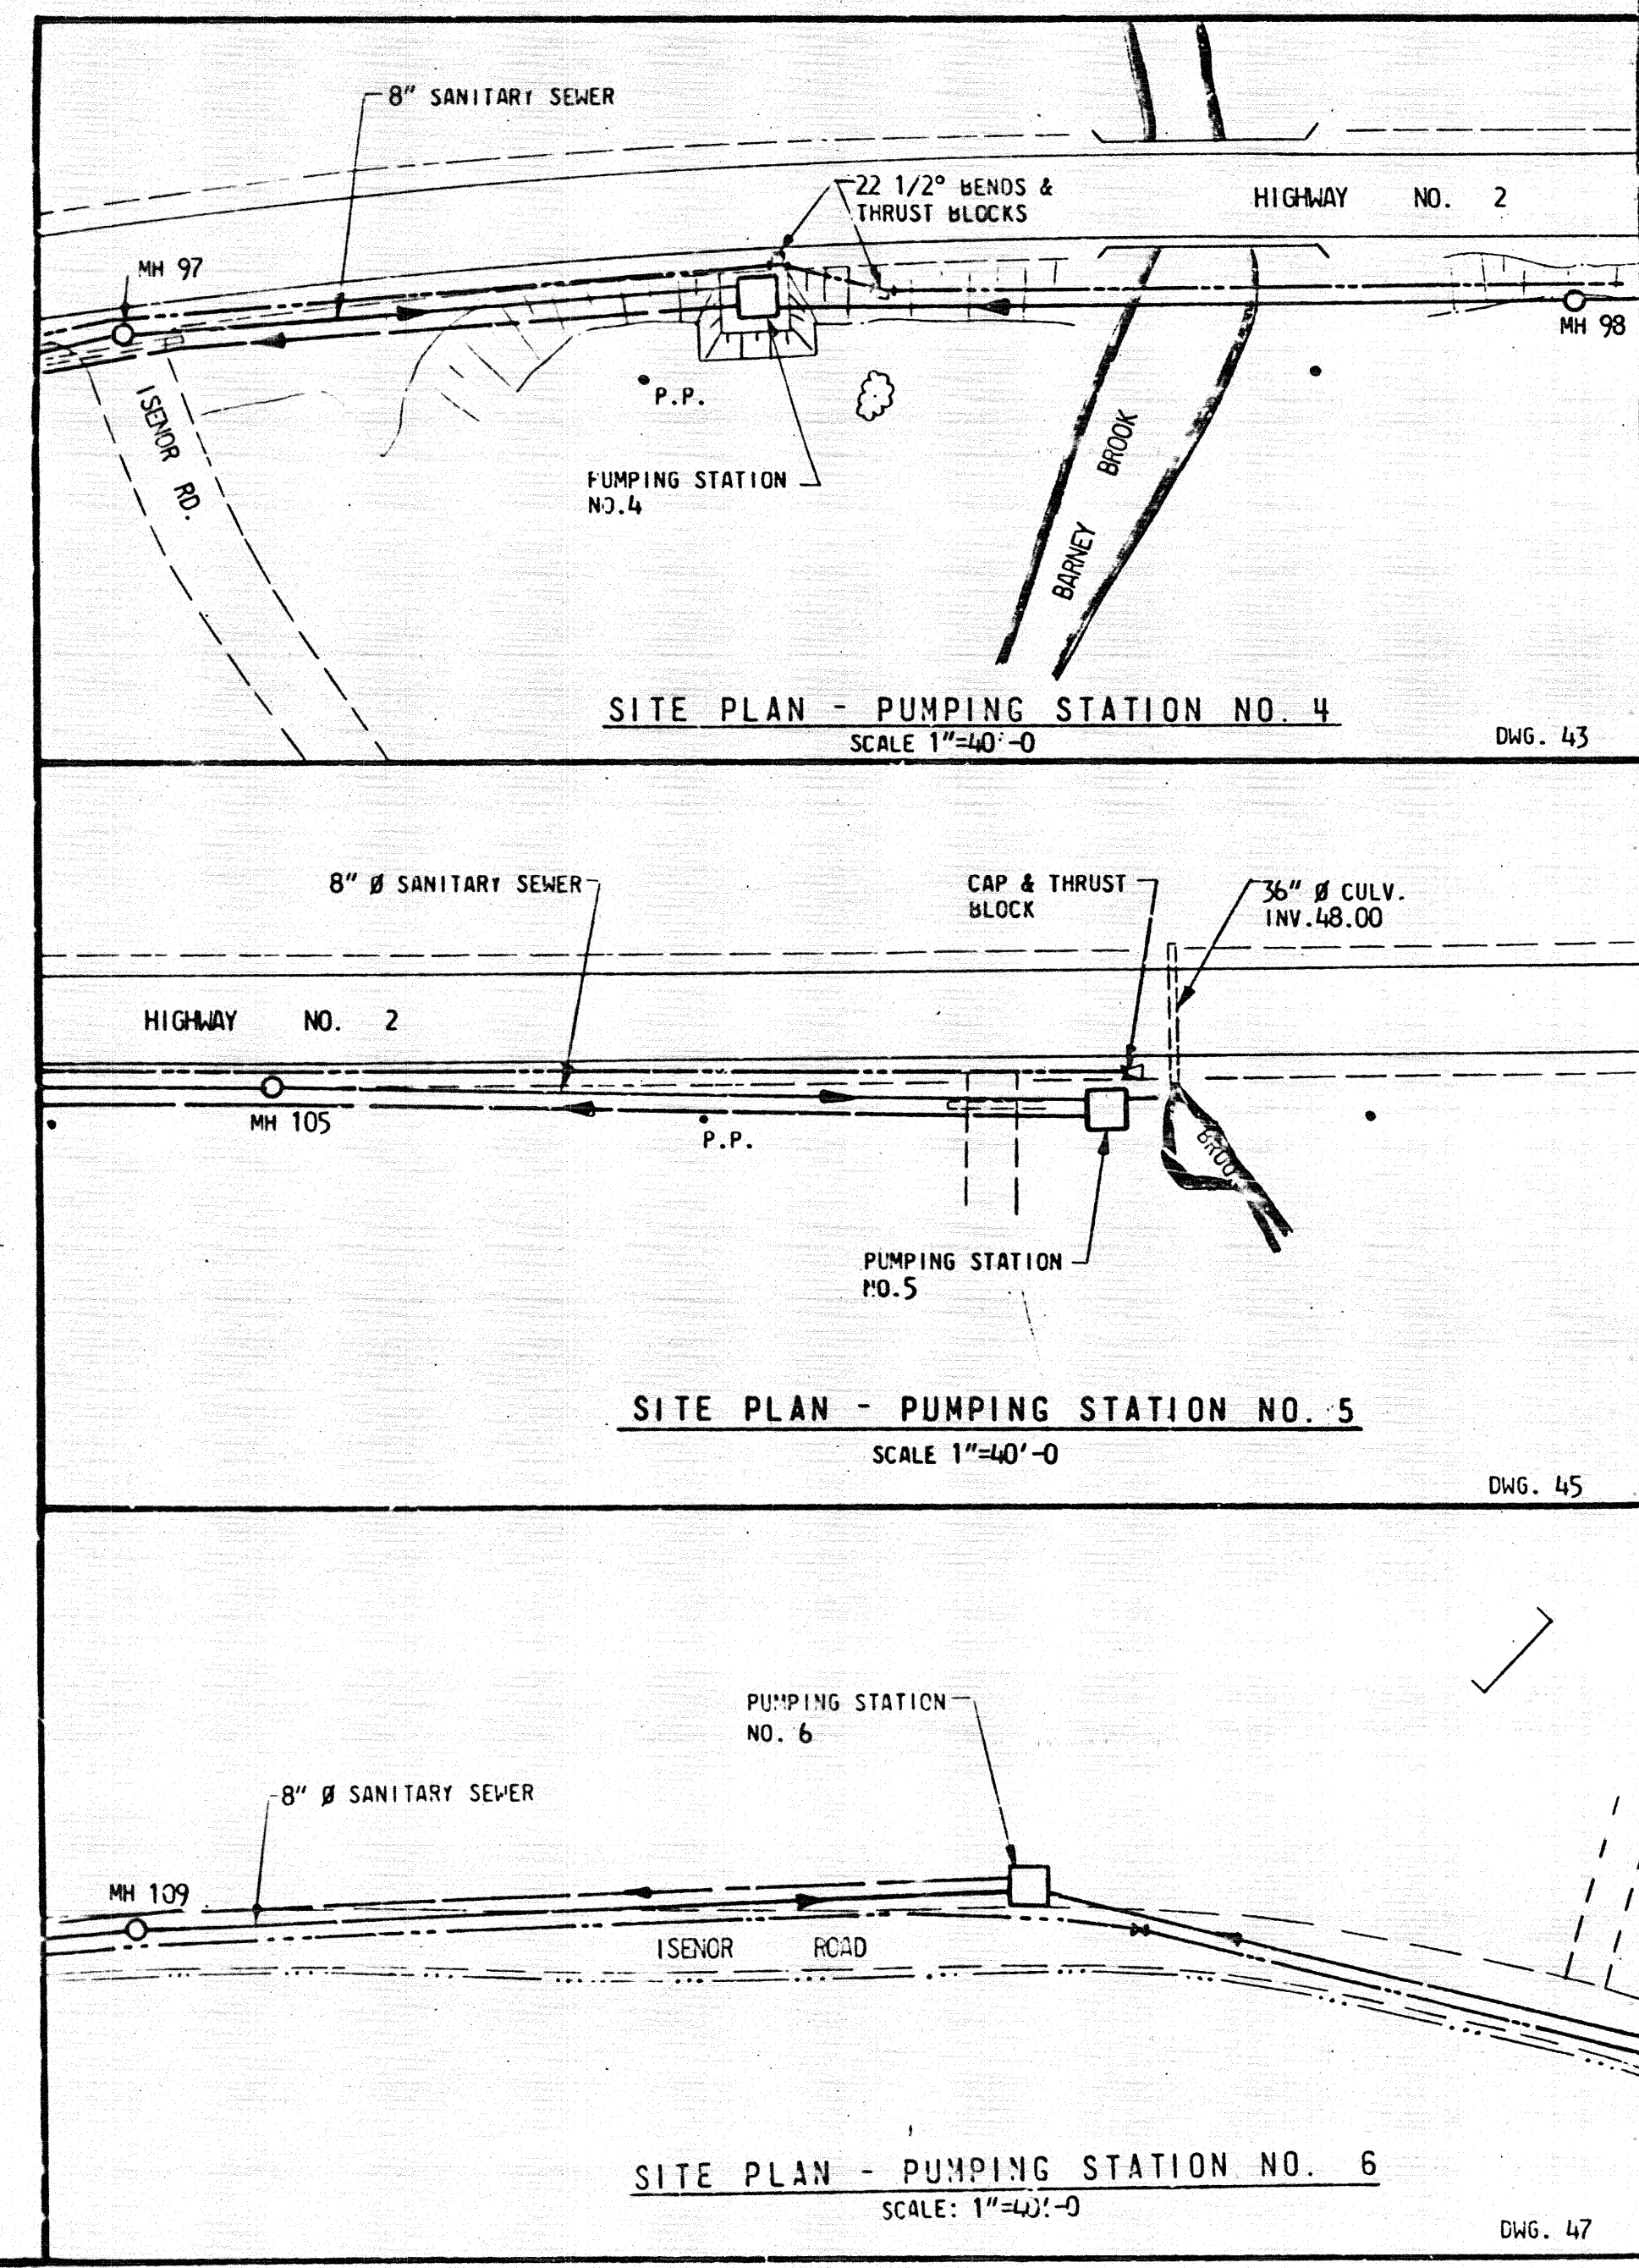 8" SANITARY SEWER
22 1/2° BENDS &
THRUST BLOCKS
HIGHWAY NO. 2
MH 97
MH 98
P.P.
ISENOR RD.
BARNEY BROOK
PUMPING STATION
NO.4
SITE PLAN - PUMPING STATION NO. 4
SCALE 1"=40'-0
DWG. 43
8" Ø SANITARY SEWER
CAP & THRUST
BLOCK
36" Ø CULV.
INV.48.00
HIGHWAY NO. 2
MH 105
P.P.
BROOK
PUMPING STATION
NO.5
SITE PLAN - PUMPING STATION NO. 5
SCALE 1"=40'-0
DWG. 45
PUMPING STATION
NO. 6
8" Ø SANITARY SEWER
MH 109
ISENOR ROAD
SITE PLAN - PUMPING STATION NO. 6
SCALE: 1"=40'-0
DWG. 47